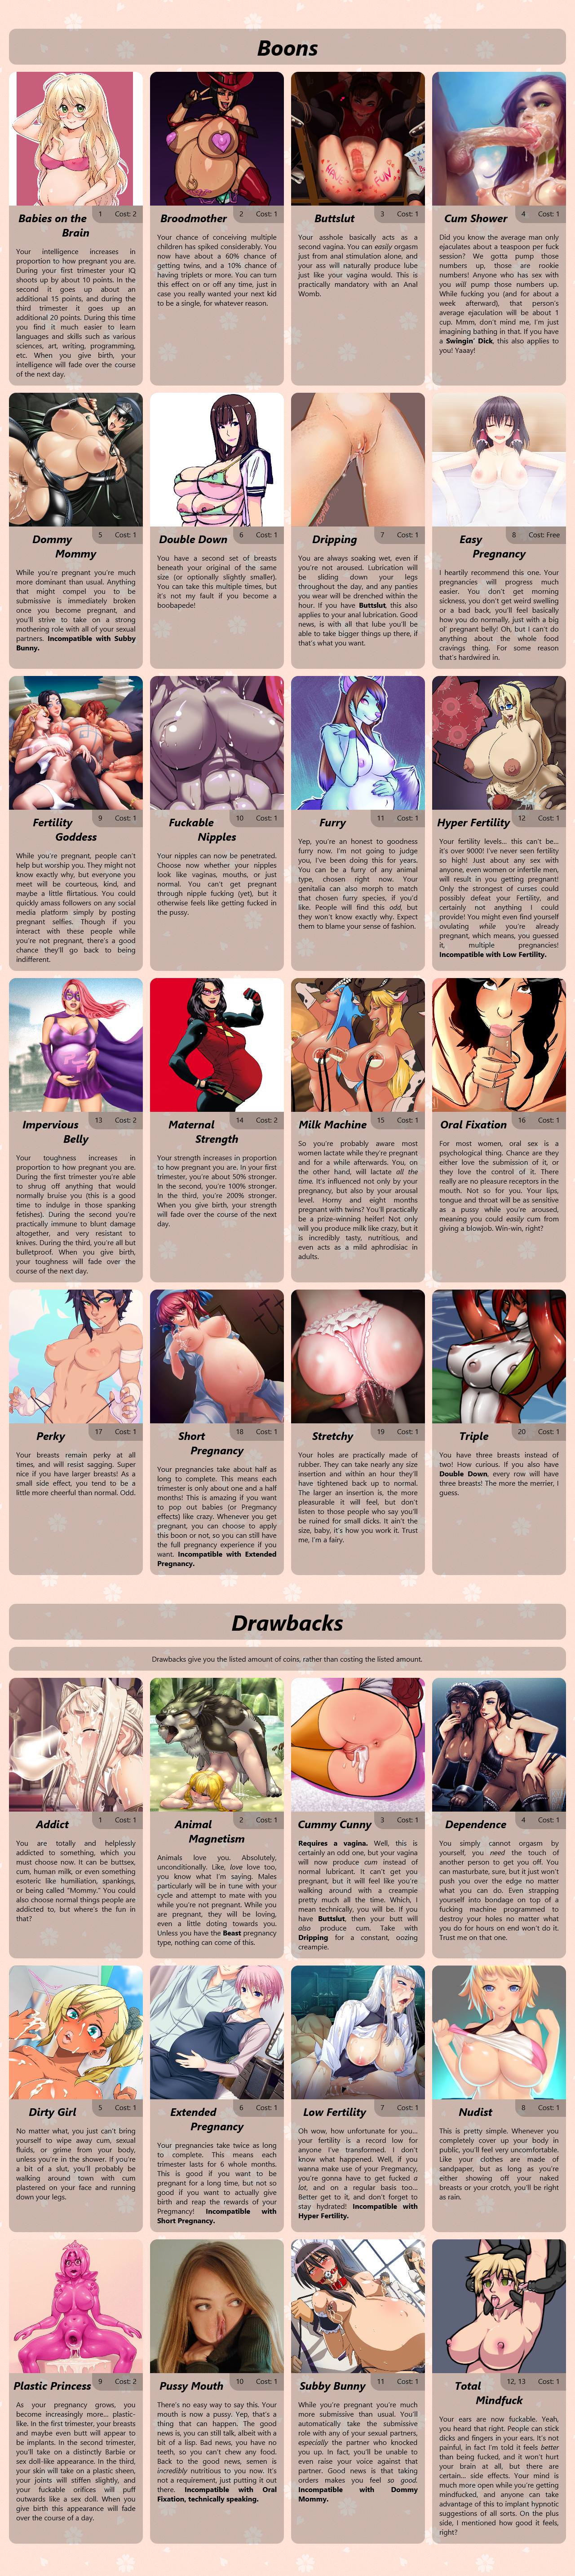 Boons
Babies on the
Brain
1 Cost: 2
Your intelligence increases in
proportion to how pregnant you are.
During your first trimester your IQ
shoots up by about 10 points. In the
second it goes up about an
additional 15 points, and during the
third trimester it goes up an
additional 20 points. During this time
you find it much easier to learn
languages and skills such as various
sciences, art, writing, programming,
etc. When you give birth, your
intelligence will fade over the course
of the next day.
Broodmother
2 Cost: 1
Your chance of conceiving multiple
children has spiked considerably. You
now have about a 60% chance of
getting twins, and a 10% chance of
having triplets or more. You can turn
this effect on or off any time, just in
case you really wanted your next kid
to be a single, for whatever reason.
Buttslut
3 Cost: 1
Your asshole basically acts as a
second vagina. You can easily orgasm
just from anal stimulation alone, and
your ass will naturally produce lube
just like your vagina would. This is
practically mandatory with an Anal
Womb.
Cum Shower
4 Cost: 1
Did you know the average man only
ejaculates about a teaspoon per fuck
session? We gotta pump those
numbers up, those are rookie
numbers! Anyone who has sex with
you will pump those numbers up.
While fucking you (and for about a
week afterward), that person's
average ejaculation will be about 1
cup. Mmm, don't mind me, I'm just
imagining bathing in that. If you have
a Swingin' Dick, this also applies to
you! Yaaay!
Dommy
Mommy
5 Cost: 1
While you're pregnant you're much
more dominant than usual. Anything
that might compel you to be
submissive is immediately broken
once you become pregnant, and
you'll strive to take on a strong
mothering role with all of your sexual
partners. Incompatible with Subby
Bunny.
Double Down
6 Cost: 1
You have a second set of breasts
beneath your original of the same
size (or optionally slightly smaller).
You can take this multiple times, but
it's not my fault if you become a
boobapede!
Dripping
7 Cost: 1
You are always soaking wet, even if
you're not aroused. Lubrication will
be sliding down your legs
throughout the day, and any panties
you wear will be drenched within the
hour. If you have Buttslut, this also
applies to your anal lubrication. Good
news, is with all that lube you'll be
able to take bigger things up there, if
that's what you want.
Easy
Pregnancy
8 Cost: Free
I heartily recommend this one. Your
pregnancies will progress much
easier. You don't get morning
sickness, you don't get weird swelling
or a bad back, you'll feel basically
how you do normally, just with a big
ol' pregnant belly! Oh, but I can't do
anything about the whole food
cravings thing. For some reason
that's hardwired in.
Fertility
Goddess
9 Cost: 1
While you're pregnant, people can't
help but worship you. They might not
know exactly why, but everyone you
meet will be courteous, kind, and
maybe a little flirtatious. You could
quickly amass followers on any social
media platform simply by posting
pregnant selfies. Though if you
interact with these people while
you're not pregnant, there's a good
chance they'll go back to being
indifferent.
Fuckable
Nipples
10 Cost: 1
Your nipples can now be penetrated.
Choose now whether your nipples
look like vaginas, mouths, or just
normal. You can't get pregnant
through nipple fucking (yet), but it
otherwise feels like getting fucked in
the pussy.
Furry
11 Cost: 1
Yep, you're an honest to goodness
furry now. I'm not going to judge
you, I've been doing this for years.
You can be a furry of any animal
type, chosen right now. Your
genitalia can also morph to match
that chosen furry species, if you'd
like. People will find this odd, but
they won't know exactly why. Expect
them to blame your sense of fashion.
Hyper Fertility
12 Cost: 1
Your fertility levels... this can't be...
it's over 9000! I've never seen fertility
so high! Just about any sex with
anyone, even women or infertile men,
will result in you getting pregnant!
Only the strongest of curses could
possibly defeat your Fertility, and
certainly not anything I could
provide! You might even find yourself
ovulating while you're already
pregnant, which means, you guessed
it, multiple pregnancies!
Incompatible with Low Fertility.
Impervious
Belly
13 Cost: 2
Your toughness increases in
proportion to how pregnant you are.
During the first trimester you're able
to shrug off anything that would
normally bruise you (this is a good
time to indulge in those spanking
fetishes). During the second you're
practically immune to blunt damage
altogether, and very resistant to
knives. During the third, you're all but
bulletproof. When you give birth,
your toughness will fade over the
course of the next day.
Maternal
Strength
14 Cost: 2
Your strength increases in proportion
to how pregnant you are. In your first
trimester, you're about 50% stronger.
In the second, you're 100% stronger.
In the third, you're 200% stronger.
When you give birth, your strength
will fade over the course of the next
day.
Milk Machine
15 Cost: 1
So you're probably aware most
women lactate while they're pregnant
and for a while afterwards. You, on
the other hand, will lactate all the
time. It's influenced not only by your
pregnancy, but also by your arousal
level. Horny and eight months
pregnant with twins? You'll practically
be a prize-winning heifer! Not only
will you produce milk like crazy, but it
is incredibly tasty, nutritious, and
even acts as a mild aphrodisiac in
adults.
Oral Fixation
16 Cost: 1
For most women, oral sex is a
psychological thing. Chance are they
either love the submission of it, or
they love the control of it. There
really are no pleasure receptors in the
mouth. Not so for you. Your lips,
tongue and throat will be as sensitive
as a pussy while you're aroused,
meaning you could easily cum from
giving a blowjob. Win-win, right?
Perky
17 Cost: 1
Your breasts remain perky at all
times, and will resist sagging. Super
nice if you have larger breasts! As a
small side effect, you tend to be a
little more cheerful than normal. Odd.
Short
Pregnancy
18 Cost: 1
Your pregnancies take about half as
long to complete. This means each
trimester is only about one and a half
months! This is amazing if you want
to pop out babies (or Pregnancy
effects) like crazy. Whenever you get
pregnant, you can choose to apply
this boon or not, so you can still have
the full pregnancy experience if you
want. Incompatible with Extended
Pregnancy.
Stretchy
19 Cost: 1
Your holes are practically made of
rubber. They can take nearly any size
insertion and within an hour they'll
have tightened back up to normal.
The larger an insertion is, the more
pleasurable it will feel, but don't
listen to those people who say you'll
be ruined for small dicks. It ain't the
size, baby, it's how you work it. Trust
me, I'm a fairy.
Triple
20 Cost: 1
You have three breasts instead of
two! How curious. If you also have
Double Down, every row will have
three breasts! The more the merrier, I
guess.
Drawbacks
Drawbacks give you the listed amount of coins, rather than costing the listed amount.
Addict
1 Cost: 1
You are totally and helplessly
addicted to something, which you
must choose now. It can be buttsex,
cum, human milk, or even something
esoteric like humiliation, spankings,
or being called "Mommy." You could
also choose normal things people are
addicted to, but where's the fun in
that?
Animal
Magnetism
2 Cost: 1
Animals love you. Absolutely,
unconditionally. Like, love love too,
you know what I'm saying. Males
particularly will be in tune with your
cycle and attempt to mate with you
while you're not pregnant. While you
are pregnant, they will be loving,
even a little doting towards you.
Unless you have the Beast pregnancy
type, nothing can come of this.
Cummy Cunny
3 Cost: 1
Requires a vagina. Well, this is
certainly an odd one, but your vagina
will now produce cum instead of
normal lubricant. It can't get you
pregnant, but it will feel like you're
walking around with a creampie
pretty much all the time. Which, I
mean technically, you will be. If you
have Buttslut, then your butt will
also produce cum. Take with
Dripping for a constant, oozing
creampie.
Dependence
4 Cost: 1
You simply cannot orgasm by
yourself, you need the touch of
another person to get you off. You
can masturbate, sure, but it just won't
push you over the edge no matter
what you do. Even strapping
yourself into bondage on top of a
fucking machine programmed to
destroy your holes no matter what
you do for hours on end won't do it.
Trust me on that one.
Dirty Girl
5 Cost: 1
No matter what, you just can't bring
yourself to wipe away cum, sexual
fluids, or grime from your body,
unless you're in the shower. If you're
a bit of a slut, you'll probably be
walking around town with cum
plastered on your face and running
down your legs.
Extended
Pregnancy
6 Cost: 1
Your pregnancies take twice as long
to complete. This means each
trimester lasts for 6 whole months.
This is good if you want to be
pregnant for a long time, but not so
good if you want to actually give
birth and reap the rewards of your
Pregnancy! Incompatible with
Short Pregnancy.
Low Fertility
7 Cost: 1
Oh wow, how unfortunate for you...
your fertility is a record low for
anyone I've transformed. I don't
know what happened. Well, if you
wanna make use of your Pregnancy,
you're gonna have to get fucked a
lot, and on a regular basis too...
Better get to it, and don't forget to
stay hydrated! Incompatible with
Hyper Fertility.
Nudist
8 Cost: 1
This is pretty simple. Whenever you
completely cover up your body in
public, you'll feel very uncomfortable.
Like your clothes are made of
sandpaper, but as long as you're
either showing off your naked
breasts or your crotch, you'll be right
as rain.
Plastic Princess
9 Cost: 2
As your pregnancy grows, you
become increasingly more... plastic-
like. In the first trimester, your breasts
and maybe even butt will appear to
be implants. In the second trimester,
you'll take on a distinctly Barbie or
sex doll-like appearance. In the third,
your skin will take on a plastic sheen,
your joints will stiffen slightly, and
your fuckable orifices will puff
outwards like a sex doll. When you
give birth this appearance will fade
over the course of a day.
Pussy Mouth
10 Cost: 1
There's no easy way to say this. Your
mouth is now a pussy. Yep, that's a
thing that can happen. The good
news is, you can still talk, albeit with a
bit of a lisp. Bad news, you have no
teeth, so you can't chew any food.
Back to the good news, semen is
incredibly nutritious to you now. It's
not a requirement, just putting it out
there. Incompatible with Oral
Fixation, technically speaking.
Subby Bunny
11 Cost: 1
While you're pregnant you're much
more submissive than usual. You'll
automatically take the submissive
role with any of your sexual partners,
especially the partner who knocked
you up. In fact, you'll be unable to
even raise your voice against that
partner. Good news is that taking
orders makes you feel so good.
Incompatible with Dommy
Mommy.
Total
Mindfuck
12, 13 Cost: 1
Your ears are now fuckable. Yeah,
you heard that right. People can stick
dicks and fingers in your ears. It's not
painful, in fact I'm told it feels better
than being fucked, and it won't hurt
your brain at all, but there are
certain... side effects. Your mind is
much more open while you're getting
mindfucked, and anyone can take
advantage of this to implant hypnotic
suggestions of all sorts. On the plus
side, I mentioned how good it feels,
right?